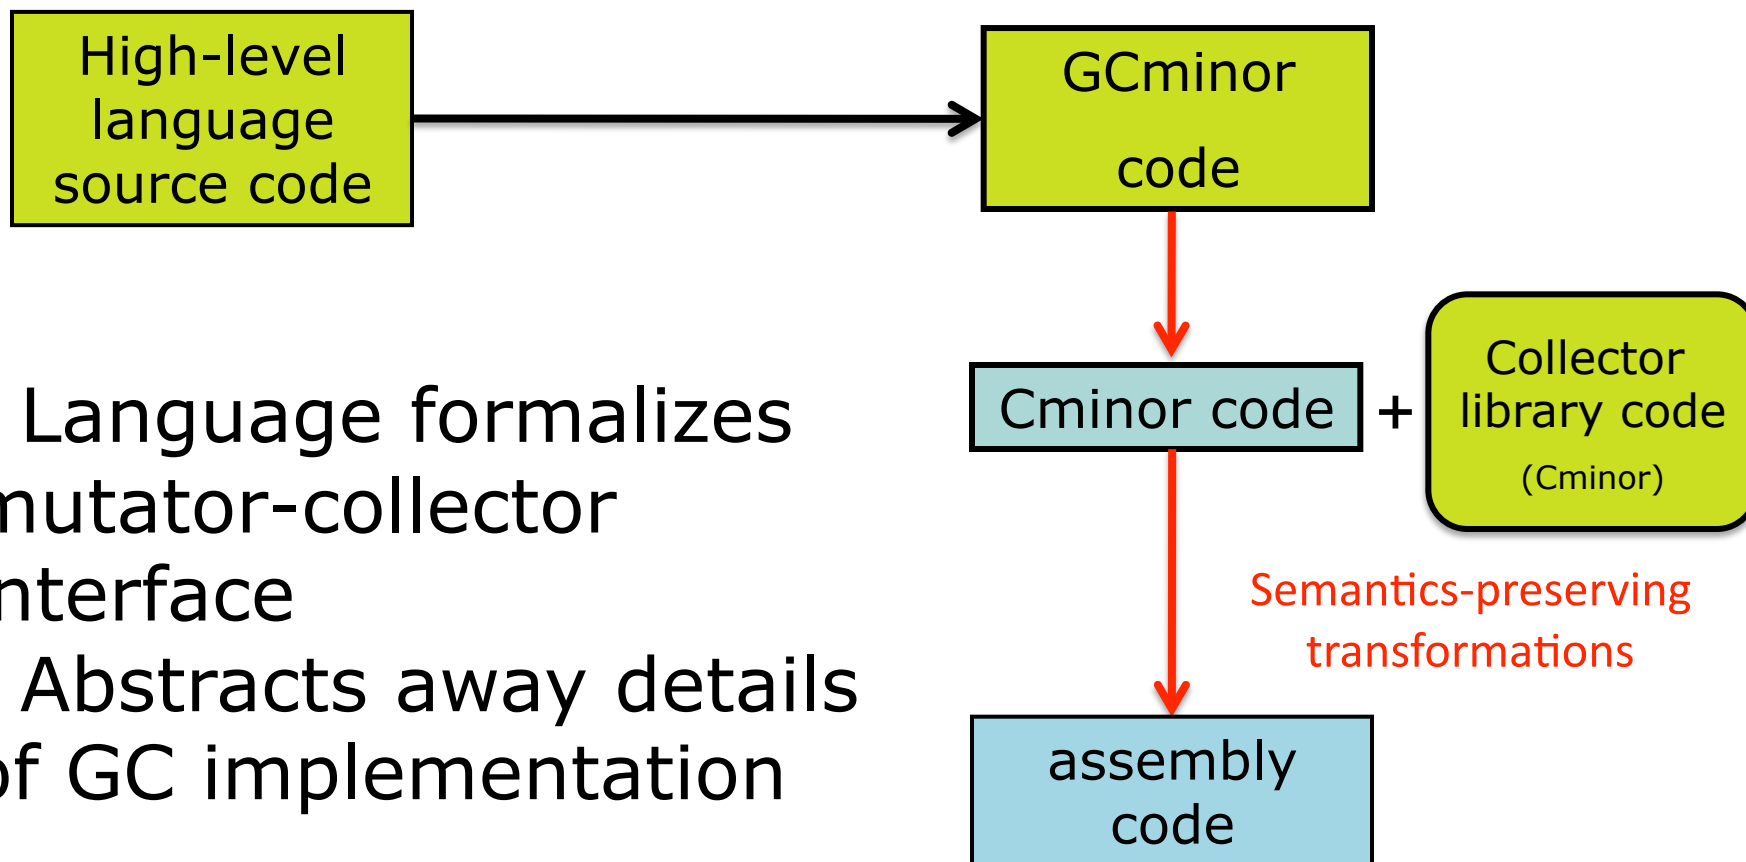 High-level
language
source code
GCminor
code
Cminor code
+
Collector
library code
(Cminor)
Language formalizes
mutator-collector
nterface
Abstracts away details
of GC implementation
Semantics-preserving
transformations
assembly
code